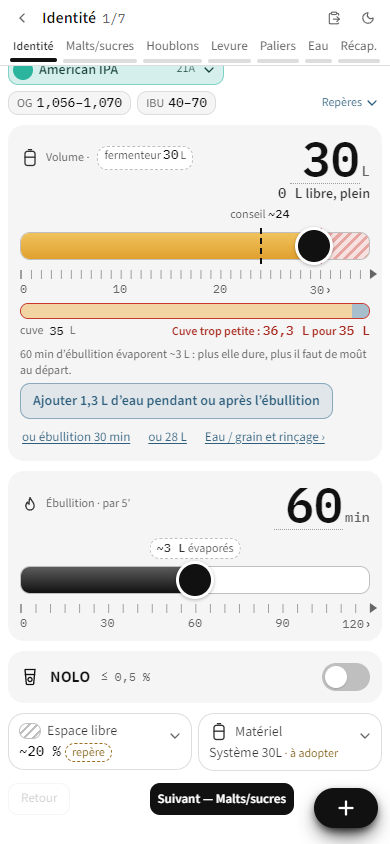 Identité 1/7
Identité Malts/sucres Houblons Levure Paliers Eau Récap.
American IPA 21A
OG 1,056–1,070 IBU 40–70 Repères
Volume · fermenteur 30 L 30 L
0 L libre, plein
conseil ~24
0 10 20 30 ›
cuve 35 L Cuve trop petite : 36,3 L pour 35 L
60 min d’ébullition évaporent ~3 L : plus elle dure, plus il faut de moût
au départ.
Ajouter 1,3 L d’eau pendant ou après l’ébullition
ou ébullition 30 min ou 28 L Eau / grain et rinçage ›
Ébullition · par 5′ 60 min
~3 L évaporés
0 30 60 90 120 ›
NOLO ≤ 0,5 %
Espace libre Matériel
~20 % repère Système 30L · à adopter
Retour Suivant — Malts/sucres +